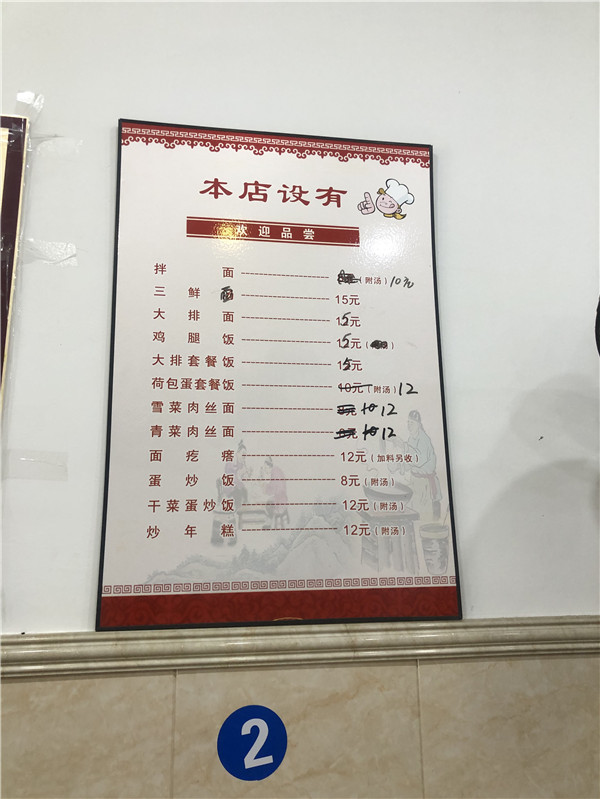 本店设有
欢迎品尝
拌面 (附汤) 10元
三鲜面 15元
大排面 15元
鸡腿饭 15元
大排套餐饭 15元
荷包蛋套餐饭 10元 (附汤) 12
雪菜肉丝面 10 12
青菜肉丝面 10 12
面疙瘩 12元 (加料另收)
蛋炒饭 8元 (附汤)
干菜蛋炒饭 12元 (附汤)
炒年糕 12元 (附汤)
2